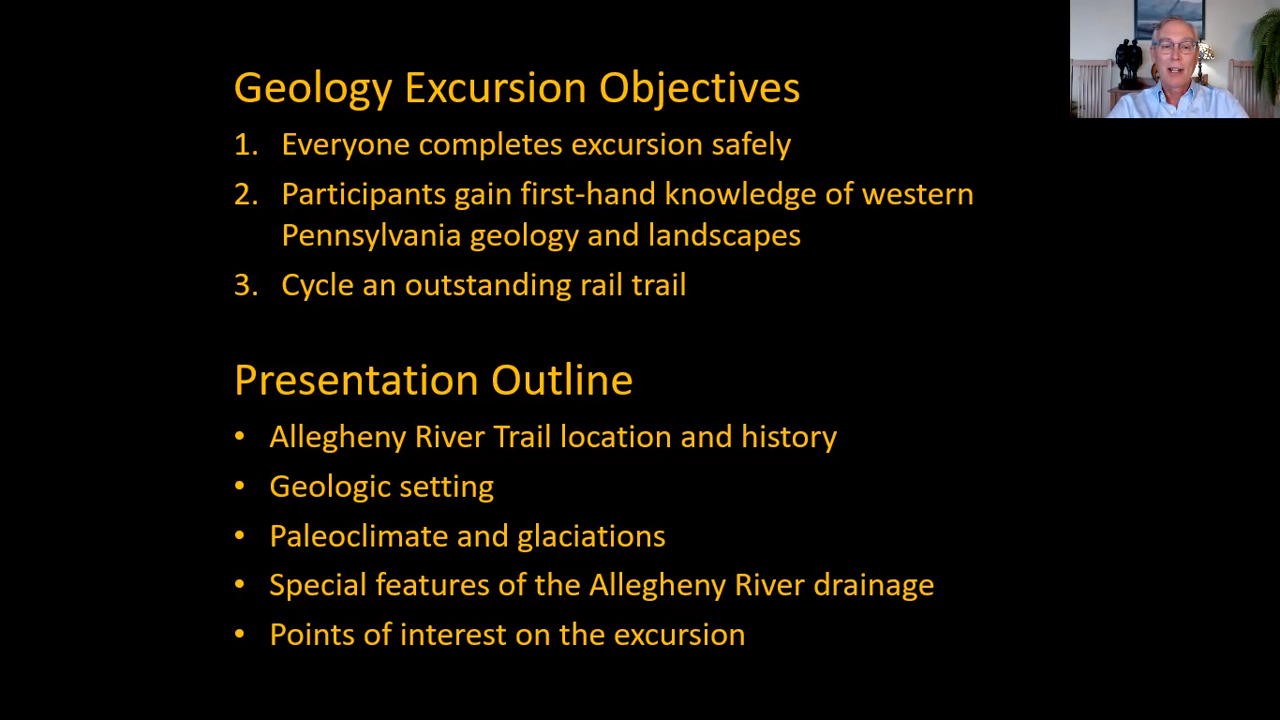 Geology Excursion Objectives
1. Everyone completes excursion safely
2. Participants gain first-hand knowledge of western
Pennsylvania geology and landscapes
3. Cycle an outstanding rail trail
Presentation Outline
• Allegheny River Trail location and history
• Geologic setting
• Paleoclimate and glaciations
• Special features of the Allegheny River drainage
• Points of interest on the excursion